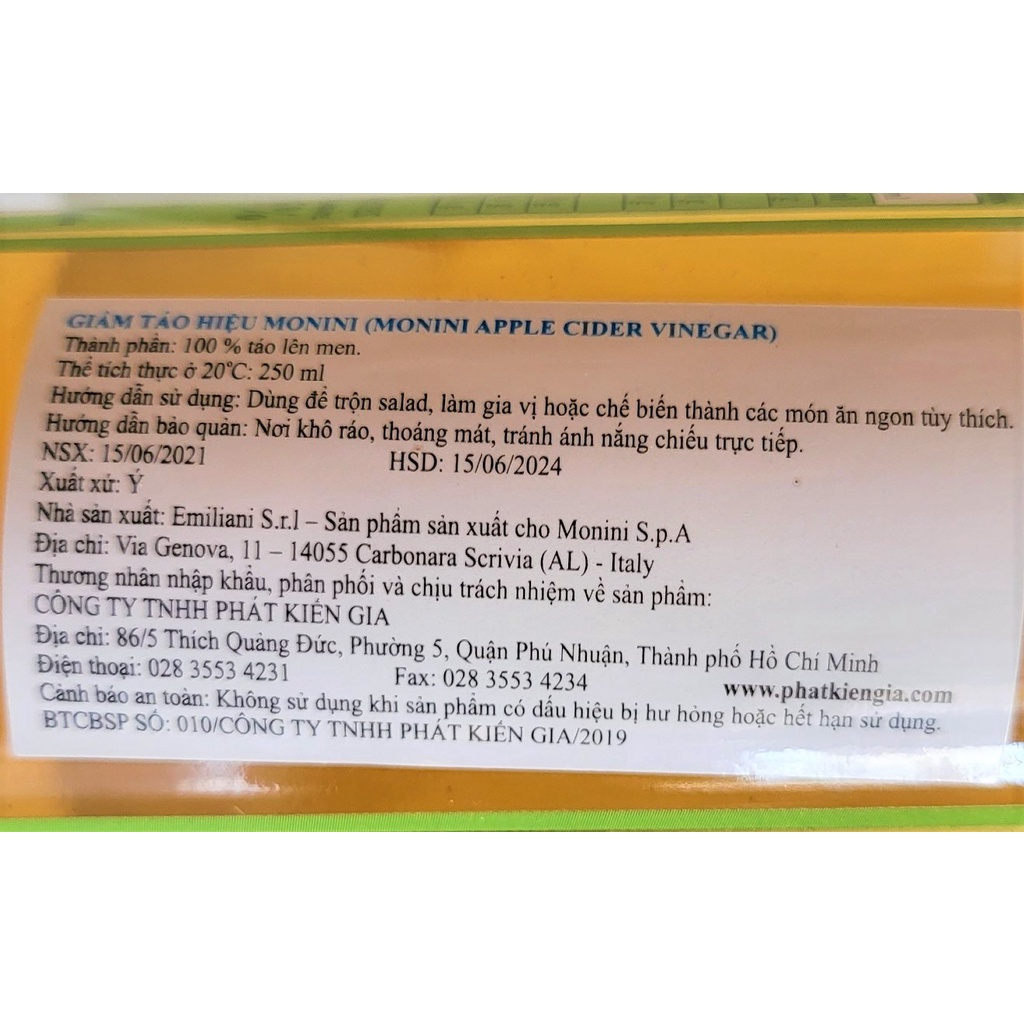 GIẤM TÁO HIỆU MONINI (MONINI APPLE CIDER VINEGAR)
Thành phần: 100 % táo lên men.
Thể tích thực ở 20°C: 250 ml
Hướng dẫn sử dụng: Dùng để trộn salad, làm gia vị hoặc chế biến thành các món ăn ngon tùy thích.
Hướng dẫn bảo quản: Nơi khô ráo, thoáng mát, tránh ánh nắng chiếu trực tiếp.
NSX: 15/06/2021 HSD: 15/06/2024
Xuất xứ: Ý
Nhà sản xuất: Emiliani S.r.l – Sản phẩm sản xuất cho Monini S.p.A
Địa chỉ: Via Genova, 11 – 14055 Carbonara Scrivia (AL) - Italy
Thương nhân nhập khẩu, phân phối và chịu trách nhiệm về sản phẩm:
CÔNG TY TNHH PHÁT KIẾN GIA
Địa chỉ: 86/5 Thích Quảng Đức, Phường 5, Quận Phú Nhuận, Thành phố Hồ Chí Minh
Điện thoại: 028 3553 4231 Fax: 028 3553 4234 www.phatkiengia.com
Cảnh báo an toàn: Không sử dụng khi sản phẩm có dấu hiệu bị hư hỏng hoặc hết hạn sử dụng.
BTCBSP SỐ: 010/CÔNG TY TNHH PHÁT KIẾN GIA/2019